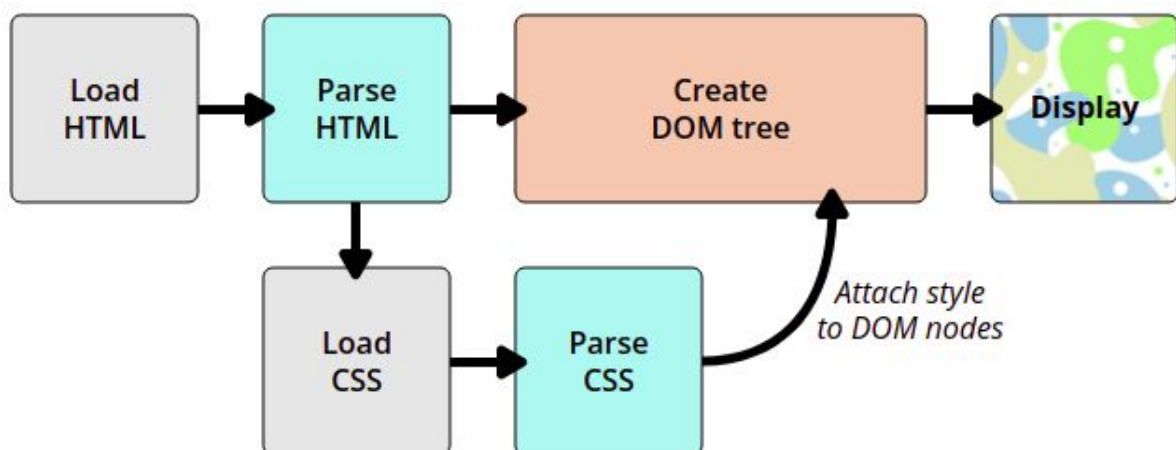 Load
HTML
Parse
HTML
Create
DOM tree
Display
Load
CSS
Parse
CSS
Attach style
to DOM nodes